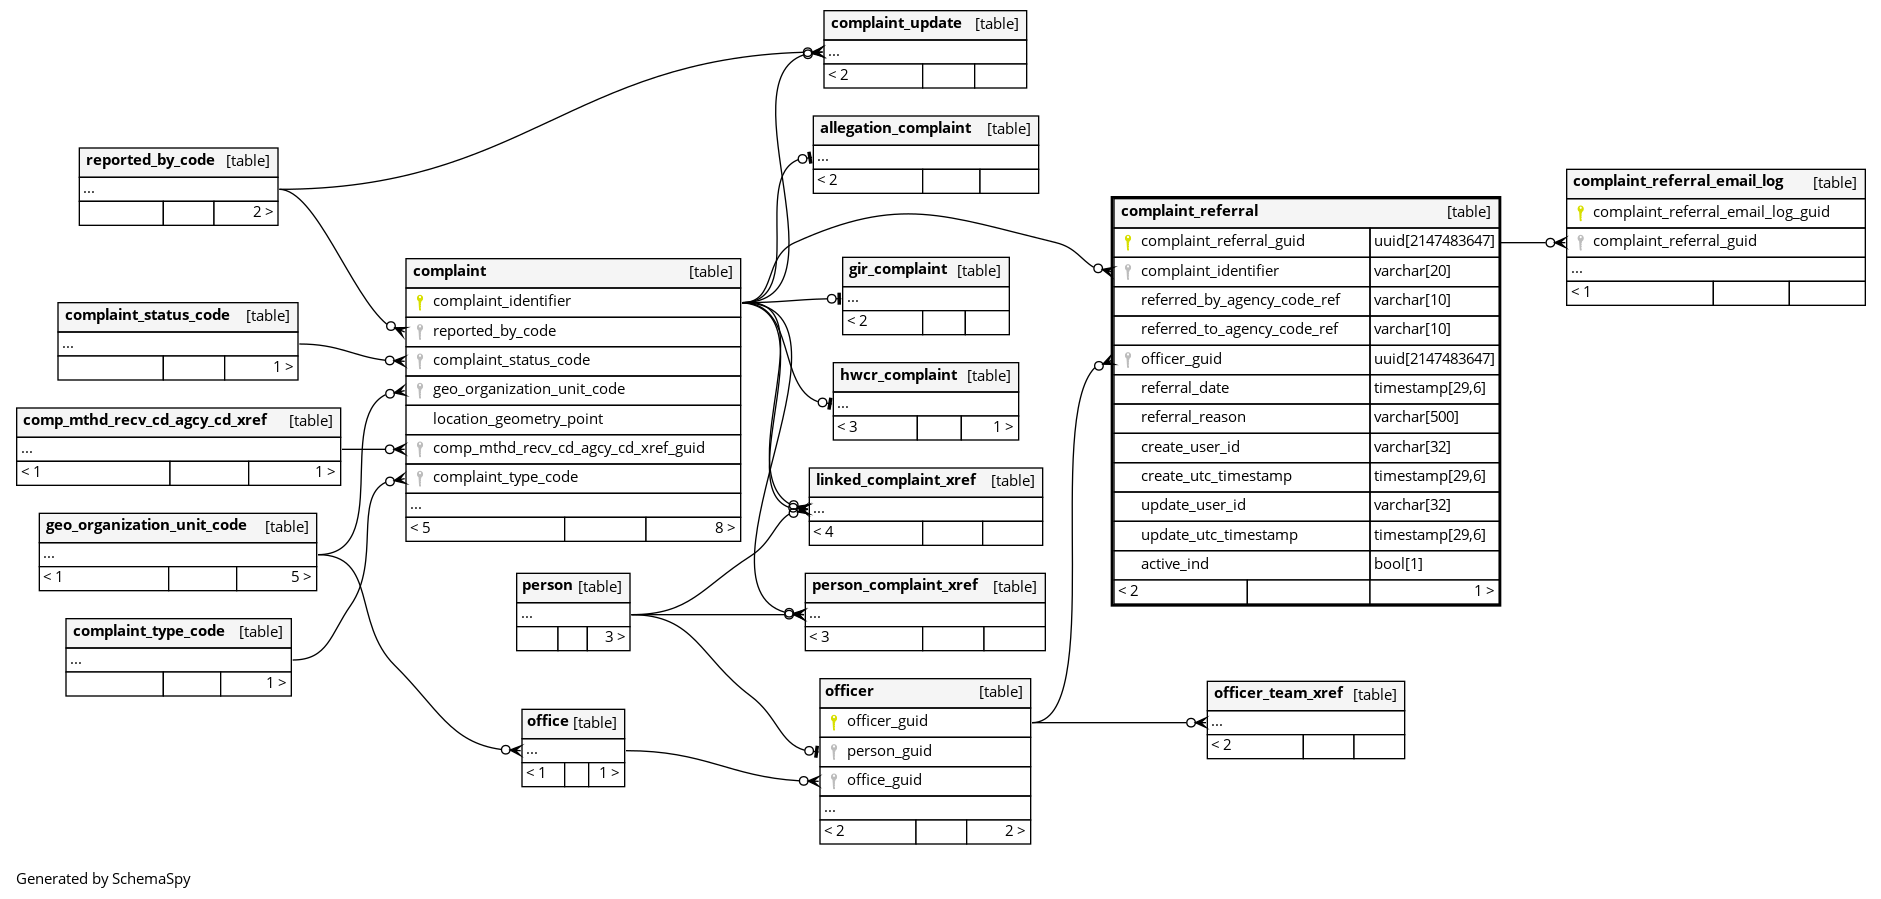 complaint_update [table]
...
< 2
allegation_complaint [table]
...
< 2
reported_by_code [table]
...
2 >
complaint_referral_email_log [table]
complaint_referral_email_log_guid
complaint_referral_guid
...
< 1
complaint_referral [table]
complaint_referral_guid uuid[2147483647]
complaint_identifier varchar[20]
referred_by_agency_code_ref varchar[10]
referred_to_agency_code_ref varchar[10]
officer_guid uuid[2147483647]
referral_date timestamp[29,6]
referral_reason varchar[500]
create_user_id varchar[32]
create_utc_timestamp timestamp[29,6]
update_user_id varchar[32]
update_utc_timestamp timestamp[29,6]
active_ind bool[1]
< 2 1 >
complaint [table]
complaint_identifier
reported_by_code
complaint_status_code
geo_organization_unit_code
location_geometry_point
comp_mthd_recv_cd_agcy_cd_xref_guid
complaint_type_code
...
< 5 8 >
gir_complaint [table]
...
< 2
complaint_status_code [table]
...
1 >
hwcr_complaint [table]
...
< 3 1 >
comp_mthd_recv_cd_agcy_cd_xref [table]
...
< 1 1 >
linked_complaint_xref [table]
...
< 4
geo_organization_unit_code [table]
...
< 1 5 >
person [table]
...
3 >
person_complaint_xref [table]
...
< 3
complaint_type_code [table]
...
1 >
officer [table]
officer_guid
person_guid
office_guid
...
< 2 2 >
officer_team_xref [table]
...
< 2
office [table]
...
< 1 1 >
Generated by SchemaSpy